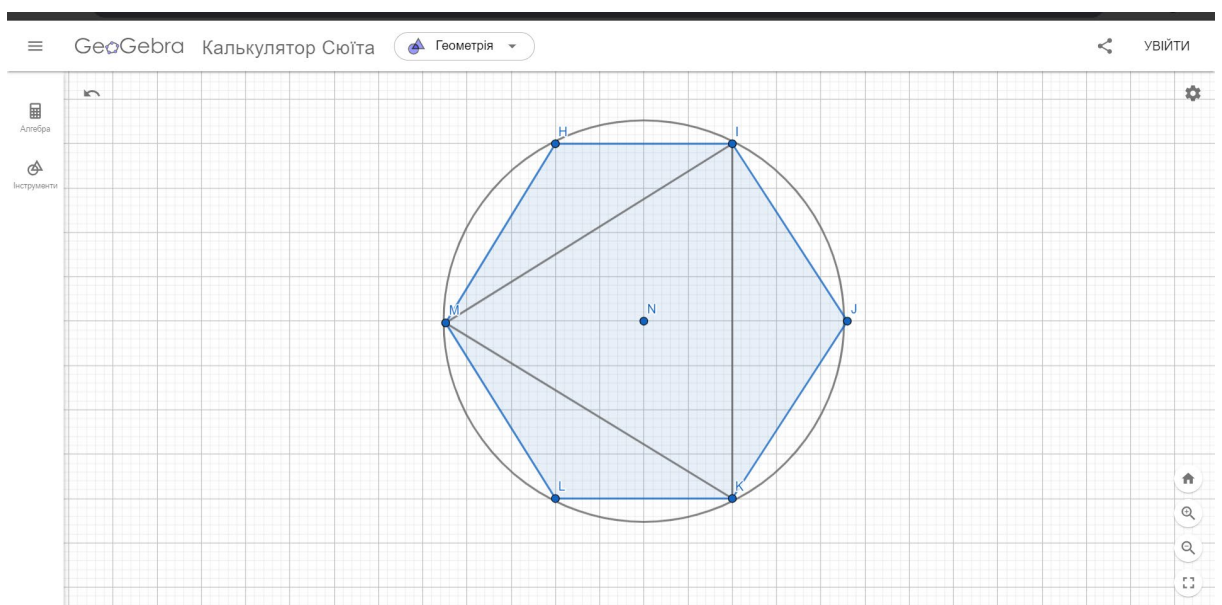 GeoGebra Калькулятор Сюїта Геометрія УВІЙТИ
Алгебра
Інструменти
H I
M N J
L K